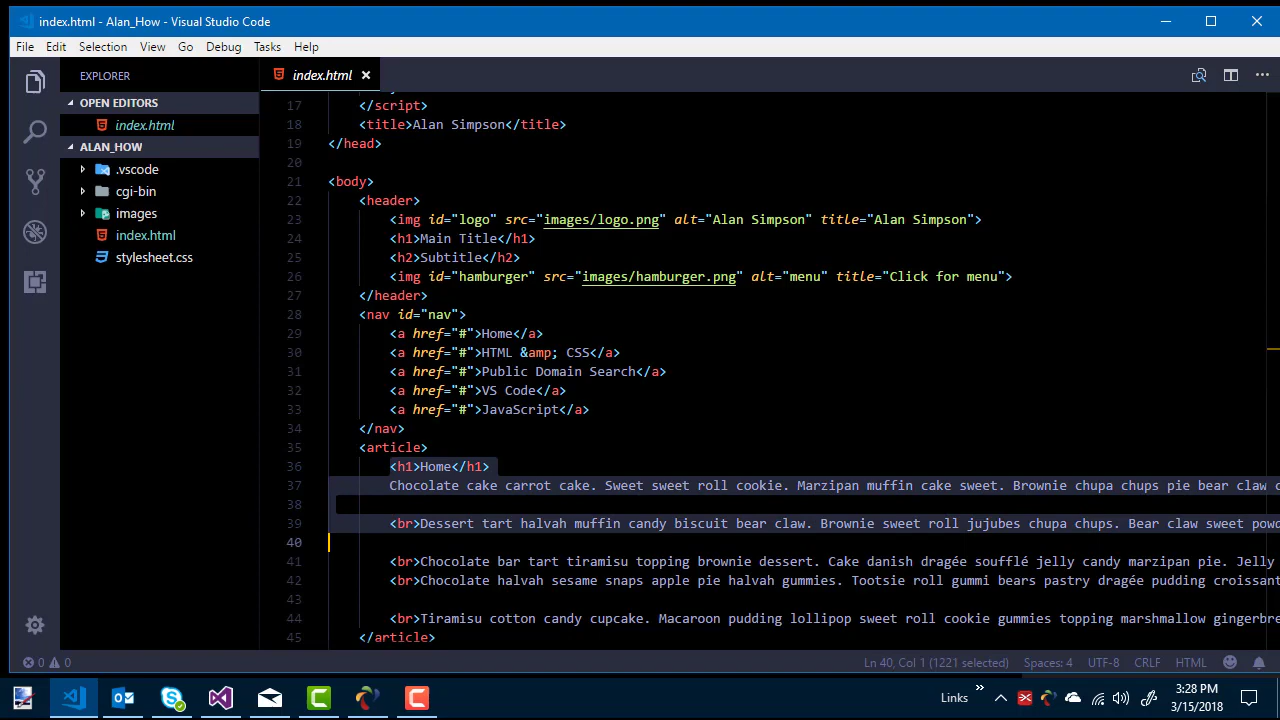 index.html - Alan_How - Visual Studio Code
File Edit Selection View Go Debug Tasks Help
EXPLORER
OPEN EDITORS
index.html
ALAN_HOW
.vscode
cgi-bin
images
index.html
stylesheet.css
index.html
17 </script>
18 <title>Alan Simpson</title>
19 </head>
20
21 <body>
22 <header>
23 <img id="logo" src="images/logo.png" alt="Alan Simpson" title="Alan Simpson">
24 <h1>Main Title</h1>
25 <h2>Subtitle</h2>
26 <img id="hamburger" src="images/hamburger.png" alt="menu" title="Click for menu">
27 </header>
28 <nav id="nav">
29 <a href="#">Home</a>
30 <a href="#">HTML &amp; CSS</a>
31 <a href="#">Public Domain Search</a>
32 <a href="#">VS Code</a>
33 <a href="#">JavaScript</a>
34 </nav>
35 <article>
36 <h1>Home</h1>
37 Chocolate cake carrot cake. Sweet sweet roll cookie. Marzipan muffin cake sweet. Brownie chupa chups pie bear claw
38
39 <br>Dessert tart halvah muffin candy biscuit bear claw. Brownie sweet roll jujubes chupa chups. Bear claw sweet
40
41 <br>Chocolate bar tart tiramisu topping brownie dessert. Cake danish dragée soufflé jelly candy marzipan pie. Jelly
42 <br>Chocolate halvah sesame snaps apple pie halvah gummies. Tootsie roll gummi bears pastry dragée pudding croissant
43
44 <br>Tiramisu cotton candy cupcake. Macaroon pudding lollipop sweet roll cookie gummies topping marshmallow
45 </article>
0 0
Ln 40, Col 1 (1221 selected) Spaces: 4 UTF-8 CRLF HTML
Links
3:28 PM
3/15/2018